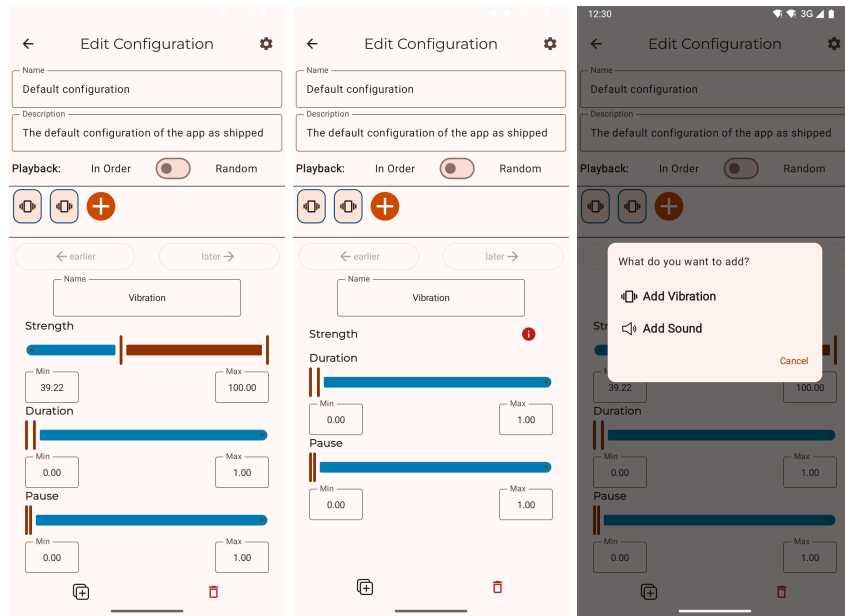 Edit Configuration
Name
Default configuration
Description
The default configuration of the app as shipped
Playback: In Order Random
earlier later
Name
Vibration
Strength
Min Max
39.22 100.00
Duration
Min Max
0.00 1.00
Pause
Min Max
0.00 1.00
Edit Configuration
Name
Default configuration
Description
The default configuration of the app as shipped
Playback: In Order Random
earlier later
Name
Vibration
Strength
Duration
Min Max
0.00 1.00
Pause
Min Max
0.00 1.00
12:30 3G
Edit Configuration
Name
Default configuration
Description
The default configuration of the app as shipped
Playback: In Order Random
What do you want to add?
Add Vibration
Add Sound
Cancel
Str
39.22 100.00
Duration
Min Max
0.00 1.00
Pause
Min Max
0.00 1.00